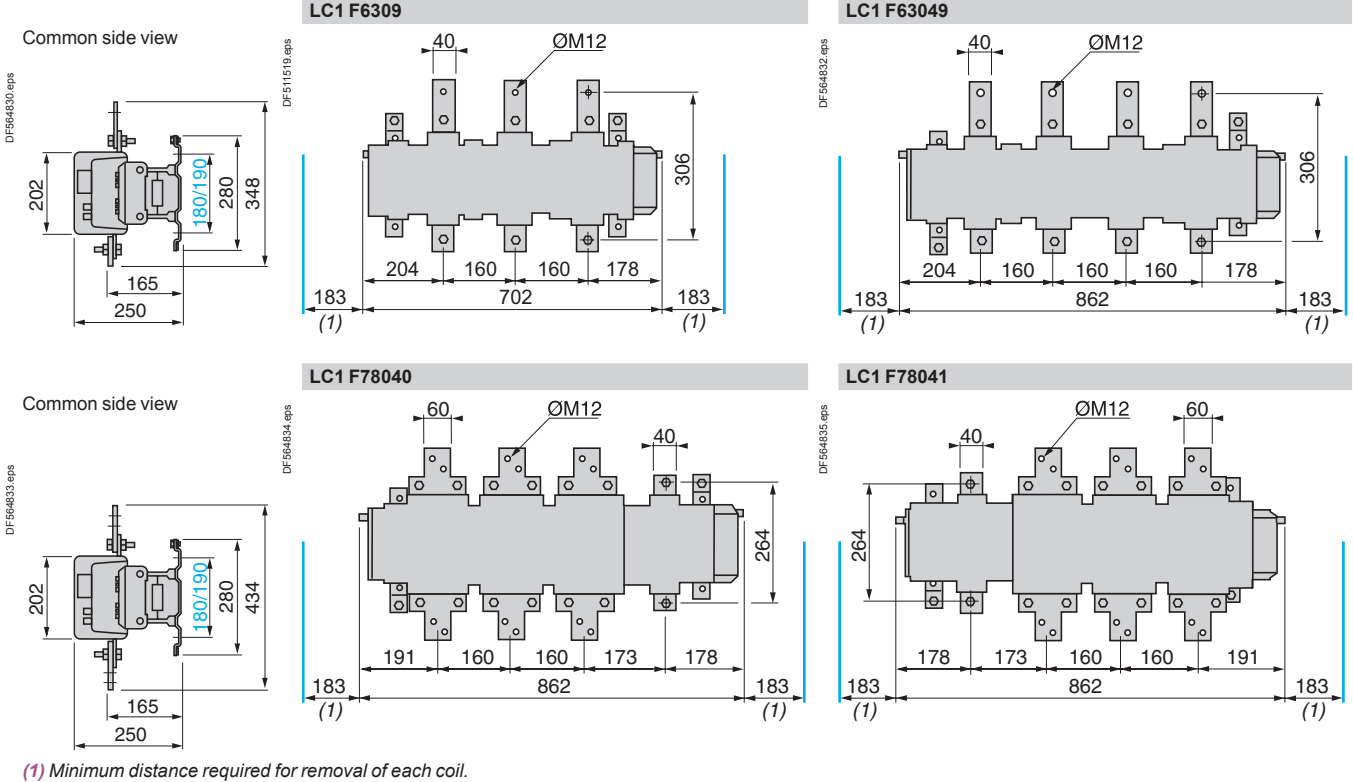 LC1 F6309
LC1 F63049
Common side view
DF564830.eps
202
180/190
280
348
165
250
DF511519.eps
40
ØM12
306
204 160 160 178
183 702 183
(1) (1)
DF564832.eps
40
ØM12
306
204 160 160 160 178
183 862 183
(1) (1)
LC1 F78040
LC1 F78041
Common side view
DF564833.eps
202
180/190
280
434
165
250
DF564834.eps
60
ØM12
40
264
191 160 160 173 178
183 862 183
(1) (1)
DF564835.eps
40
ØM12
60
264
178 173 160 160 191
183 862 183
(1) (1)
(1) Minimum distance required for removal of each coil.